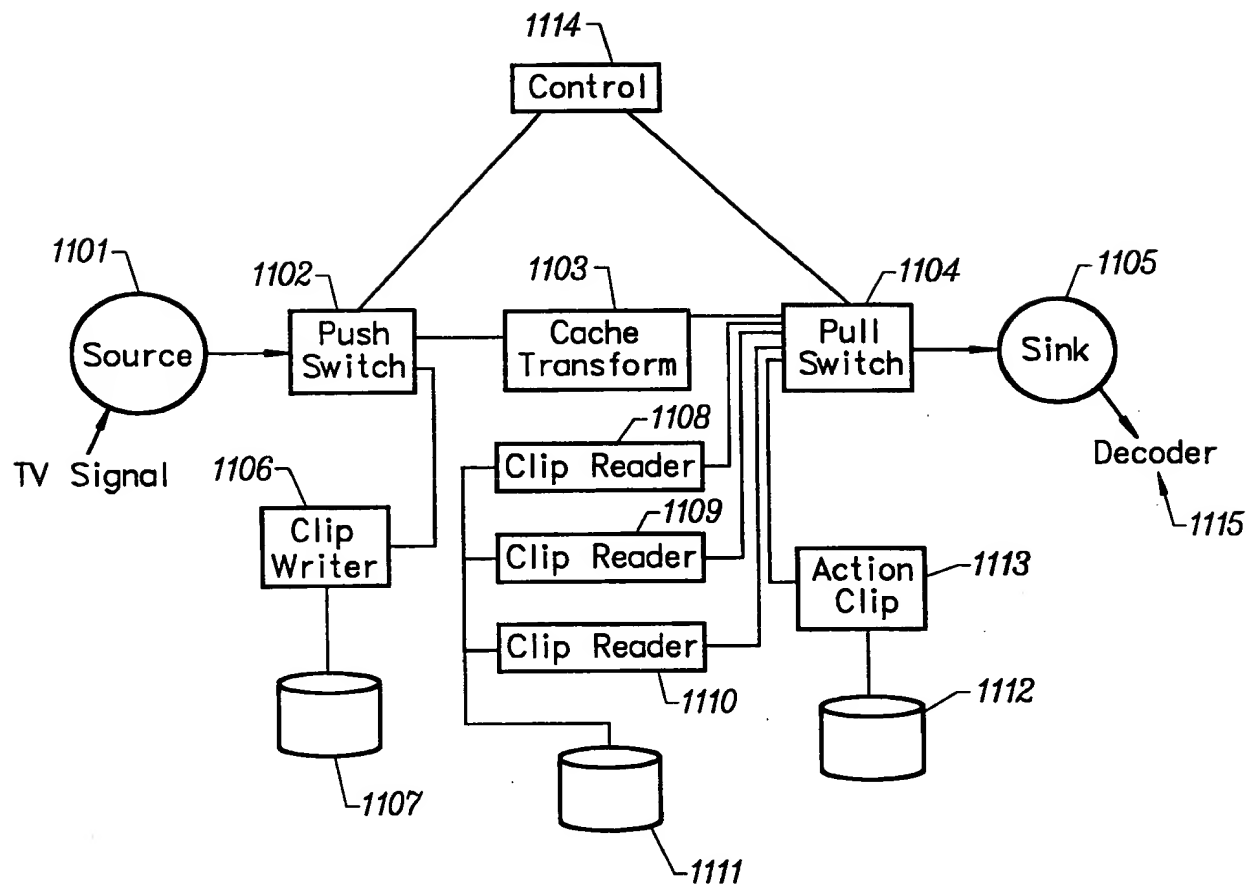 1114
Control
1101
1102
1103
1104
1105
Source
Push
Switch
Cache
Transform
Pull
Switch
Sink
TV Signal
1106
Clip
Writer
1107
1108
Clip Reader
1109
Clip Reader
Clip Reader
1110
1111
Action
Clip
1113
1112
Decoder
1115